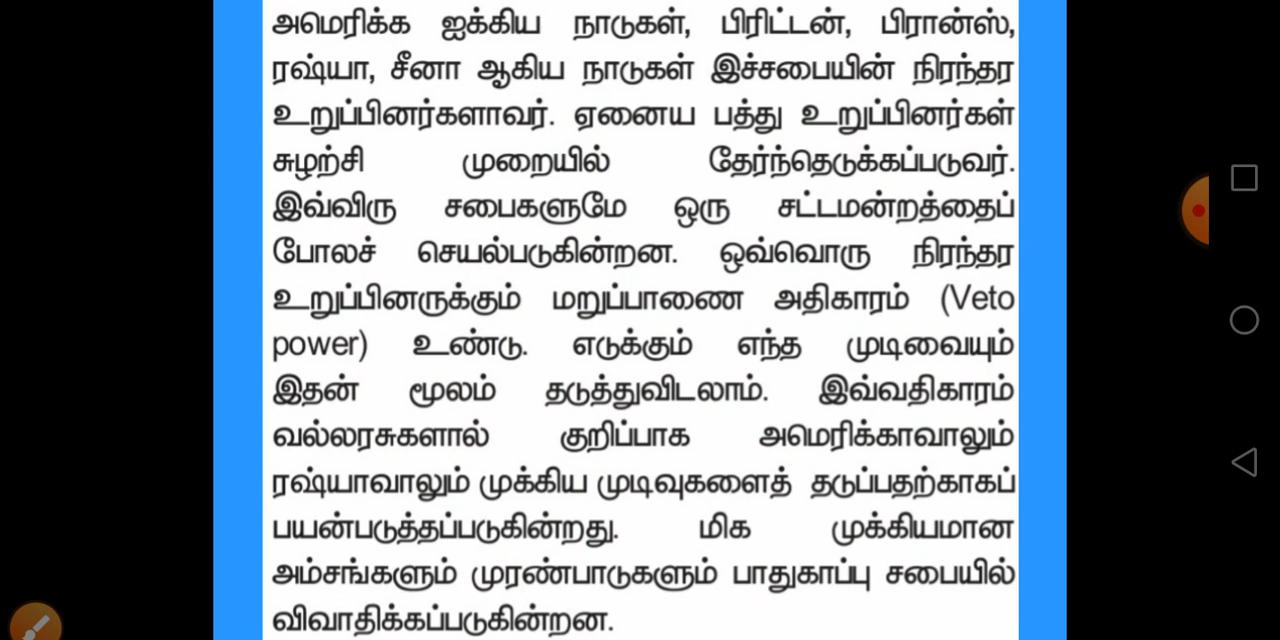 அமெரிக்க ஐக்கிய நாடுகள், பிரிட்டன், பிரான்ஸ்,
ரஷ்யா, சீனா ஆகிய நாடுகள் இச்சபையின் நிரந்தர
உறுப்பினர்களாவர். ஏனைய பத்து உறுப்பினர்கள்
சுழற்சி முறையில் தேர்ந்தெடுக்கப்படுவர்.
இவ்விரு சபைகளுமே ஒரு சட்டமன்றத்தைப்
போலச் செயல்படுகின்றன. ஒவ்வொரு நிரந்தர
உறுப்பினருக்கும் மறுப்பாணை அதிகாரம் (Veto
power) உண்டு. எடுக்கும் எந்த முடிவையும்
இதன் மூலம் தடுத்துவிடலாம். இவ்வதிகாரம்
வல்லரசுகளால் குறிப்பாக அமெரிக்காவாலும்
ரஷ்யாவாலும் முக்கிய முடிவுகளைத் தடுப்பதற்காகப்
பயன்படுத்தப்படுகின்றது. மிக முக்கியமான
அம்சங்களும் முரண்பாடுகளும் பாதுகாப்பு சபையில்
விவாதிக்கப்படுகின்றன.